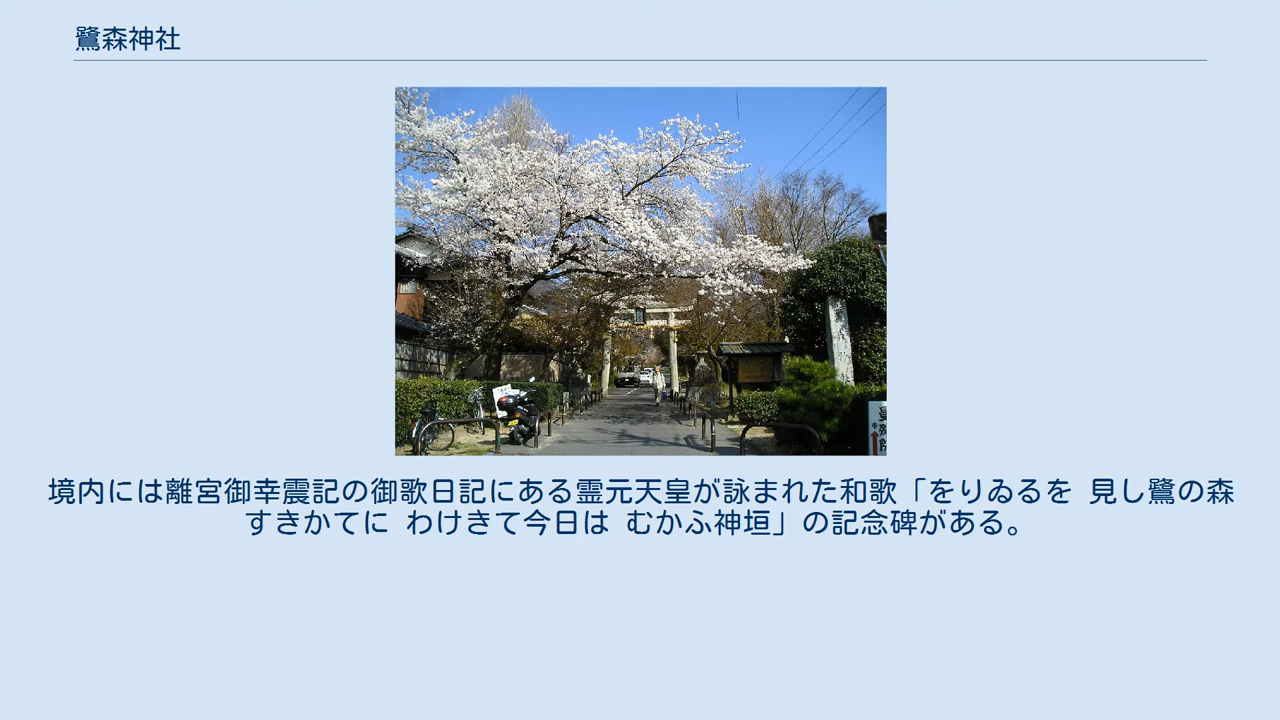 鷺森神社
境内には離宮御幸震記の御歌日記にある霊元天皇が詠まれた和歌「をりゐるを 見し鷺の森
すきかてに わけきて今日は むかふ神垣」の記念碑がある。